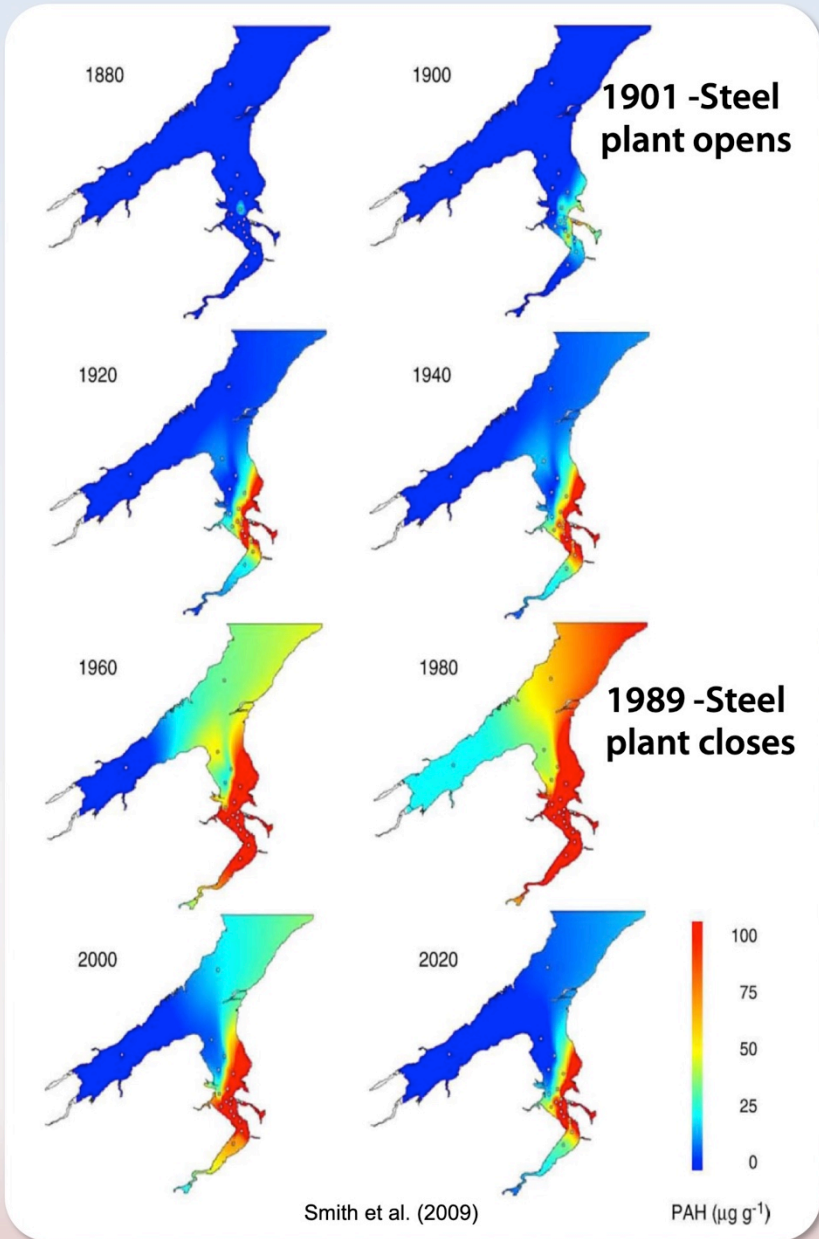 1880
1900
1901 -Steel
plant opens
1920
1940
1960
1980
1989 -Steel
plant closes
2000
2020
100
75
50
25
0
Smith et al. (2009)
PAH (µg g⁻¹)